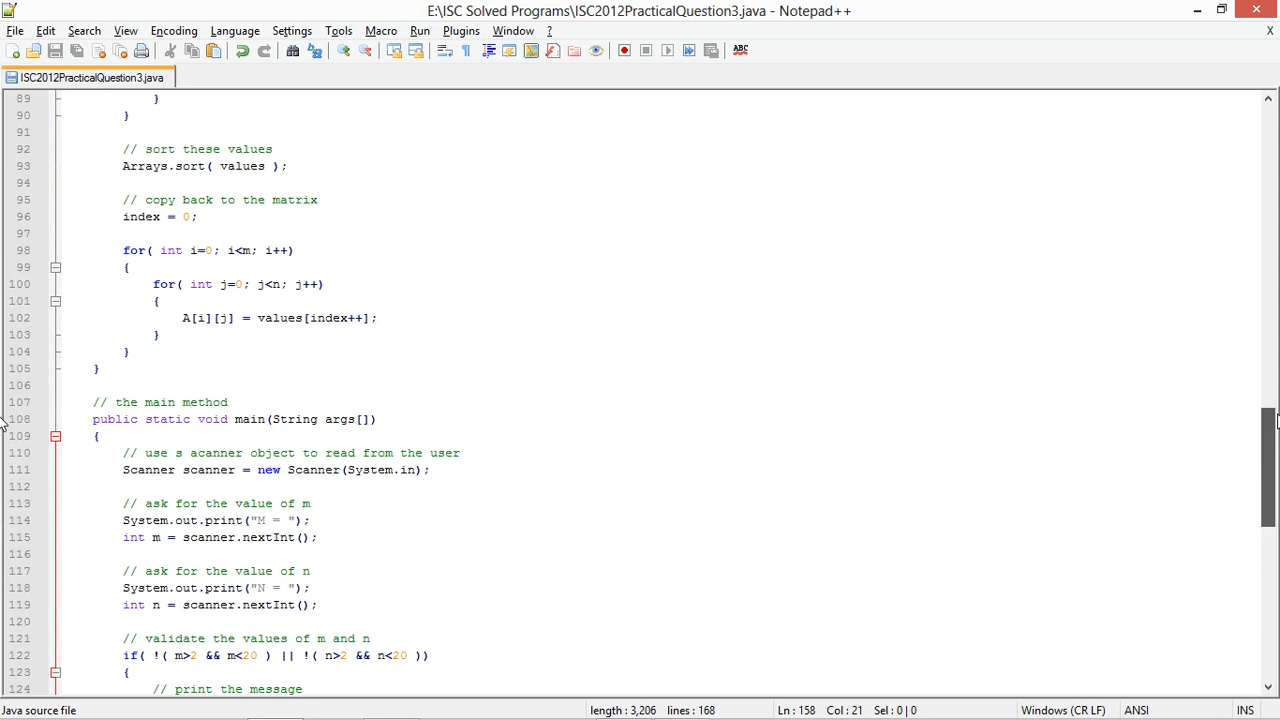 E:\ISC Solved Programs\ISC2012PracticalQuestion3.java - Notepad++
File Edit Search View Encoding Language Settings Tools Macro Run Plugins Window ? X
ABC
ISC2012PracticalQuestion3.java
89 }
90 }
91
92 // sort these values
93 Arrays.sort( values );
94
95 // copy back to the matrix
96 index = 0;
97
98 for( int i=0; i<m; i++)
99 {
100 for( int j=0; j<n; j++)
101 {
102 A[i][j] = values[index++];
103 }
104 }
105 }
106
107 // the main method
108 public static void main(String args[])
109 {
110 // use s acanner object to read from the user
111 Scanner scanner = new Scanner(System.in);
112
113 // ask for the value of m
114 System.out.print("M = ");
115 int m = scanner.nextInt();
116
117 // ask for the value of n
118 System.out.print("N = ");
119 int n = scanner.nextInt();
120
121 // validate the values of m and n
122 if( !( m>2 && m<20 ) || !( n>2 && n<20 ))
123 {
124 // print the message
Java source file length : 3,206 lines : 168 Ln : 158 Col : 21 Sel : 0 | 0 Windows (CR LF) ANSI INS